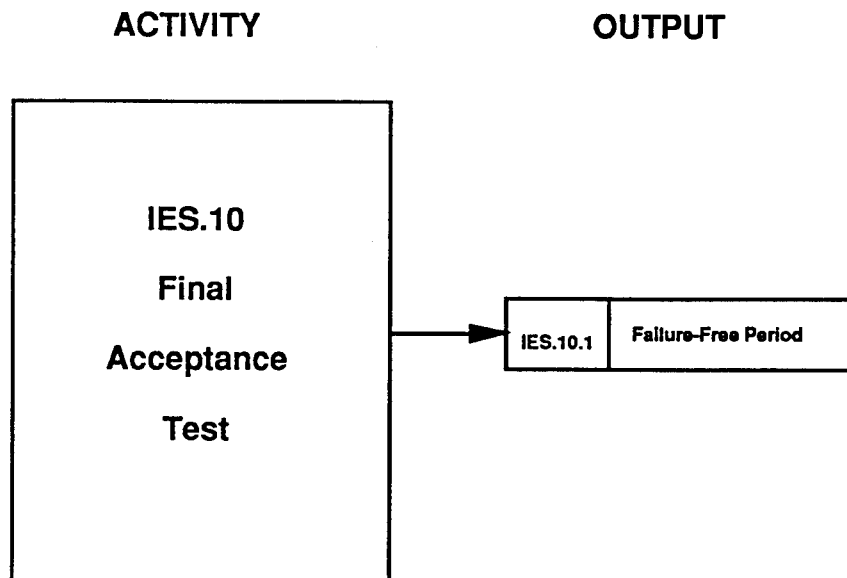 ACTIVITY
OUTPUT
IES.10
Final
Acceptance
Test
IES.10.1
Failure-Free Period